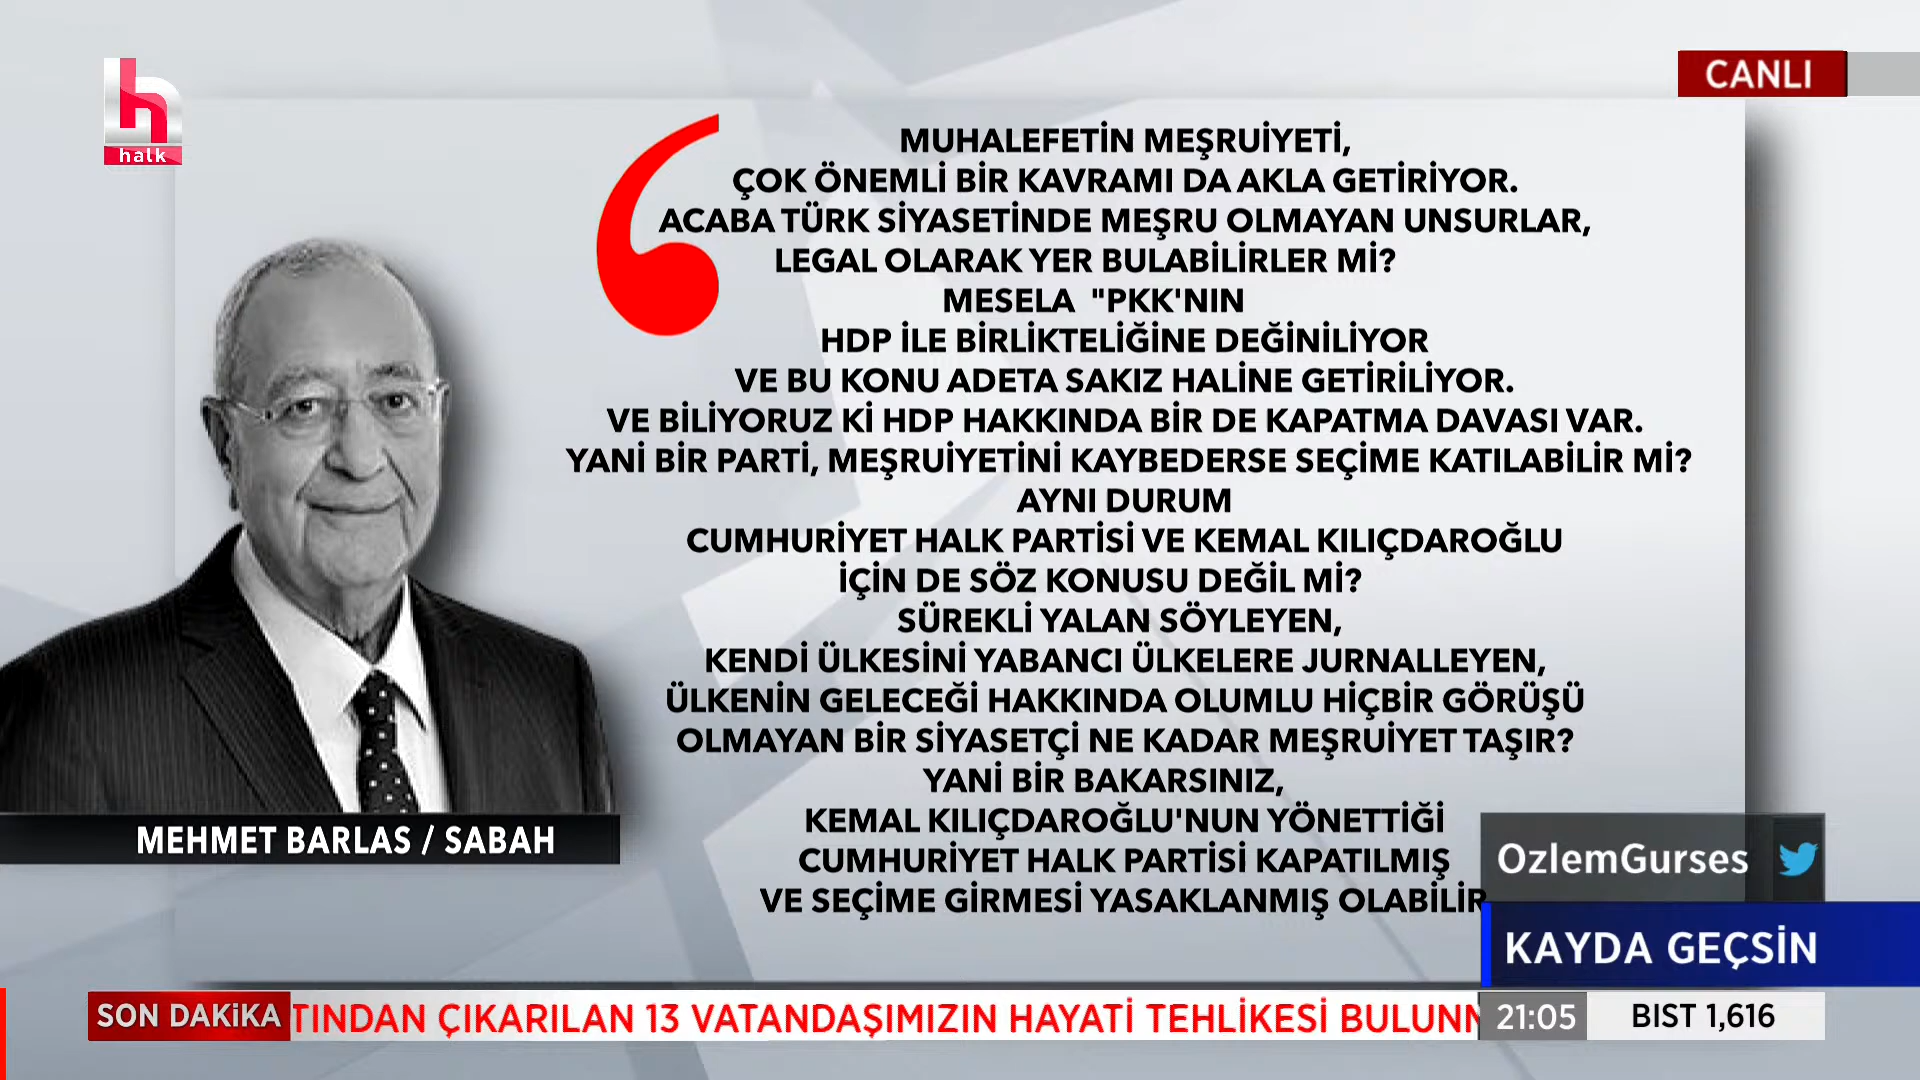 halk
CANLI
MUHALEFETİN MEŞRUİYETİ,
ÇOK ÖNEMLİ BİR KAVRAMI DA AKLA GETİRİYOR.
ACABA TÜRK SİYASETİNDE MEŞRU OLMAYAN UNSURLAR,
LEGAL OLARAK YER BULABİLİRLER Mİ?
MESELA "PKK'NIN
HDP İLE BİRLİKTELİĞİNE DEĞİNİLİYOR
VE BU KONU ADETA SAKIZ HALİNE GETİRİLİYOR.
VE BİLİYORUZ Kİ HDP HAKKINDA BİR DE KAPATMA DAVASI VAR.
YANİ BİR PARTİ, MEŞRUİYETİNİ KAYBEDERSE SEÇİME KATILABİLİR Mİ?
AYNI DURUM
CUMHURİYET HALK PARTİSİ VE KEMAL KILIÇDAROĞLU
İÇİN DE SÖZ KONUSU DEĞİL Mİ?
SÜREKLİ YALAN SÖYLEYEN,
KENDİ ÜLKESİNİ YABANCI ÜLKELERE JURNALLEYEN,
ÜLKENİN GELECEĞİ HAKKINDA OLUMLU HİÇBİR GÖRÜŞÜ
OLMAYAN BİR SİYASETÇİ NE KADAR MEŞRUİYET TAŞIR?
YANİ BİR BAKARSINIZ,
KEMAL KILIÇDAROĞLU'NUN YÖNETTİĞİ
CUMHURİYET HALK PARTİSİ KAPATILMIŞ
VE SEÇİME GİRMESİ YASAKLANMIŞ OLABİLİR
MEHMET BARLAS / SABAH
OzlemGurses
KAYDA GEÇSİN
SON DAKİKA TINDAN ÇIKARILAN 13 VATANDAŞIMIZIN HAYATİ TEHLİKESİ BULUNM 21:05 BIST 1,616